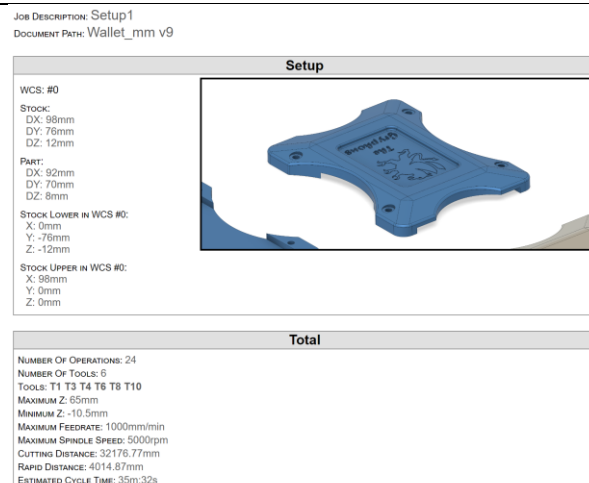 Job Description: Setup1
Document Path: Wallet_mm v9
Setup
WCS: #0
Stock:
DX: 98mm
DY: 76mm
DZ: 12mm
Part:
DX: 92mm
DY: 70mm
DZ: 8mm
Stock Lower in WCS #0:
X: 0mm
Y: -76mm
Z: -12mm
Stock Upper in WCS #0:
X: 98mm
Y: 0mm
Z: 0mm
The
Gryphons
Total
Number Of Operations: 24
Number Of Tools: 6
Tools: T1 T3 T4 T6 T8 T10
Maximum Z: 65mm
Minimum Z: -10.5mm
Maximum Feedrate: 1000mm/min
Maximum Spindle Speed: 5000rpm
Cutting Distance: 32176.77mm
Rapid Distance: 4014.87mm
Estimated Cycle Time: 35m:32s